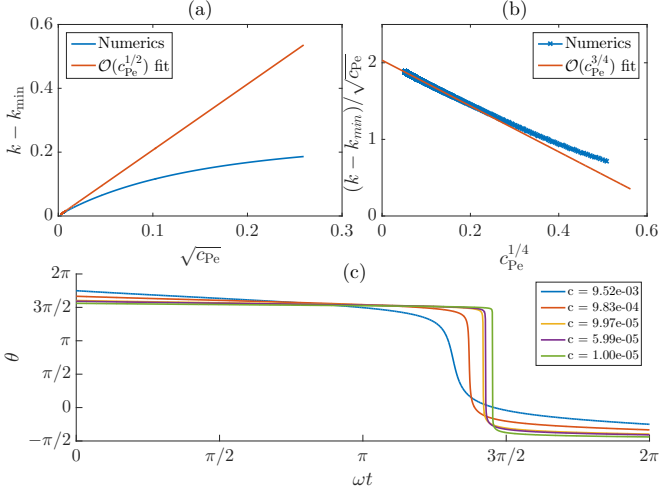 (a)
0.6
0.4
0.2
0
k − k_min
Numerics
O(c_Pe^{1/2}) fit
0
0.1
0.2
0.3
√c_Pe
(b)
2
1
0
(k − k_min)/√c_Pe
Numerics
O(c_Pe^{3/4}) fit
0
0.2
0.4
0.6
c_Pe^{1/4}
(c)
2π
3π/2
π
π/2
0
−π/2
θ
c = 9.52e-03
c = 9.83e-04
c = 9.97e-05
c = 5.99e-05
c = 1.00e-05
0
π/2
π
3π/2
2π
ωt